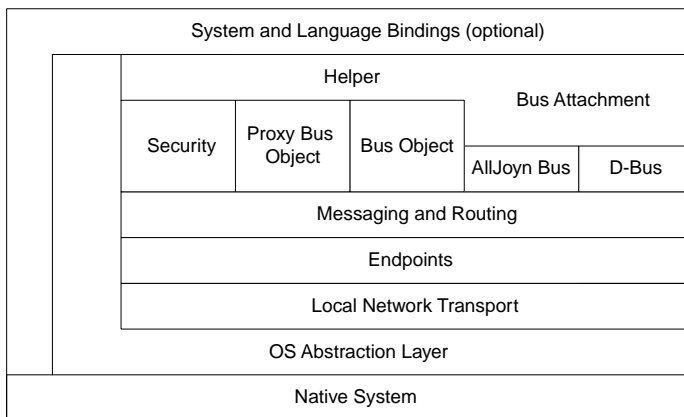 System and Language Bindings (optional)
Helper
Bus Attachment
Security
Proxy Bus
Object
Bus Object
AllJoyn Bus
D-Bus
Messaging and Routing
Endpoints
Local Network Transport
OS Abstraction Layer
Native System